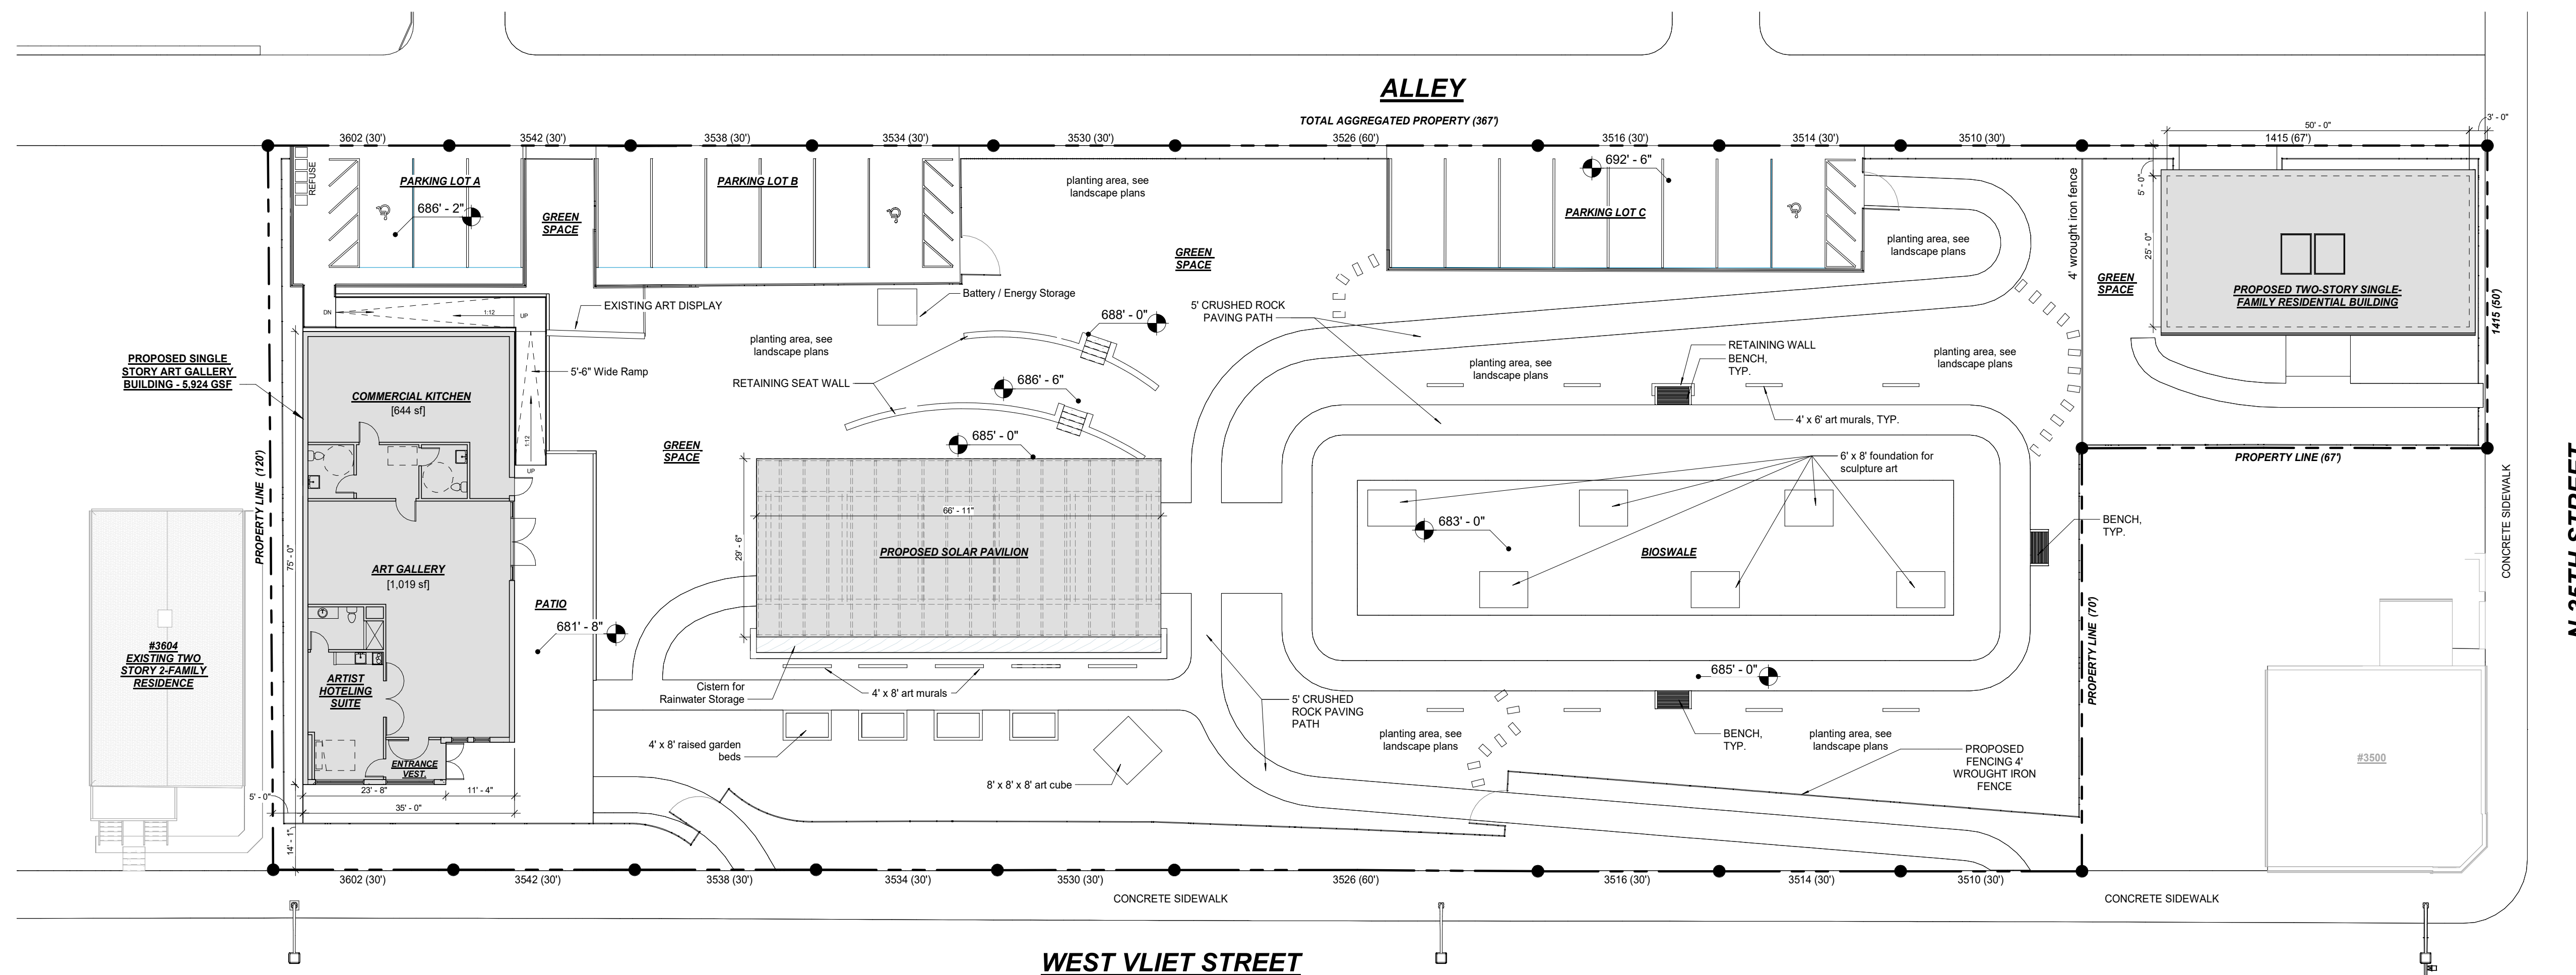 ALLEY
TOTAL AGGREGATED PROPERTY (367')
3602 (30')
3542 (30')
3538 (30')
3534 (30')
3530 (30')
3526 (60')
3516 (30')
3514 (30')
3510 (30')
50' - 0"
1415 (67')
3' - 0"
REFUSE
PARKING LOT A
686' - 2"
GREEN
SPACE
PARKING LOT B
planting area, see
landscape plans
GREEN
SPACE
692' - 6"
PARKING LOT C
planting area, see
landscape plans
4' wrought iron fence
GREEN
SPACE
5' - 0"
25' - 0"
PROPOSED TWO-STORY SINGLE-
FAMILY RESIDENTIAL BUILDING
1415 (50')
DN
1:12
UP
EXISTING ART DISPLAY
Battery / Energy Storage
688' - 0"
5' CRUSHED ROCK
PAVING PATH
planting area, see
landscape plans
PROPOSED SINGLE
STORY ART GALLERY
BUILDING - 5,924 GSF
5'-6" Wide Ramp
1:12
UP
RETAINING SEAT WALL
686' - 6"
planting area, see
landscape plans
RETAINING WALL
BENCH,
TYP.
planting area, see
landscape plans
4' x 6' art murals, TYP.
COMMERCIAL KITCHEN
[644 sf]
GREEN
SPACE
685' - 0"
6' x 8' foundation for
sculpture art
PROPERTY LINE (67')
PROPERTY LINE (120')
75' - 0"
66' - 11"
29' - 6"
PROPOSED SOLAR PAVILION
683' - 0"
BIOSWALE
BENCH,
TYP.
CONCRETE SIDEWALK
N 35TH STREET
ART GALLERY
[1,019 sf]
PATIO
681' - 8"
PROPERTY LINE (70')
#3604
EXISTING TWO
STORY 2-FAMILY
RESIDENCE
ARTIST
HOTELING
SUITE
Cistern for
Rainwater Storage
4' x 8' art murals
685' - 0"
5' CRUSHED
ROCK PAVING
PATH
planting area, see
landscape plans
BENCH,
TYP.
planting area, see
landscape plans
PROPOSED
FENCING 4'
WROUGHT IRON
FENCE
#3500
4' x 8' raised garden
beds
8' x 8' x 8' art cube
ENTRANCE
VEST.
23' - 8"
11' - 4"
5' - 0"
35' - 0"
14' - 1"
3602 (30')
3542 (30')
3538 (30')
3534 (30')
3530 (30')
3526 (60')
3516 (30')
3514 (30')
3510 (30')
CONCRETE SIDEWALK
CONCRETE SIDEWALK
WEST VLIET STREET